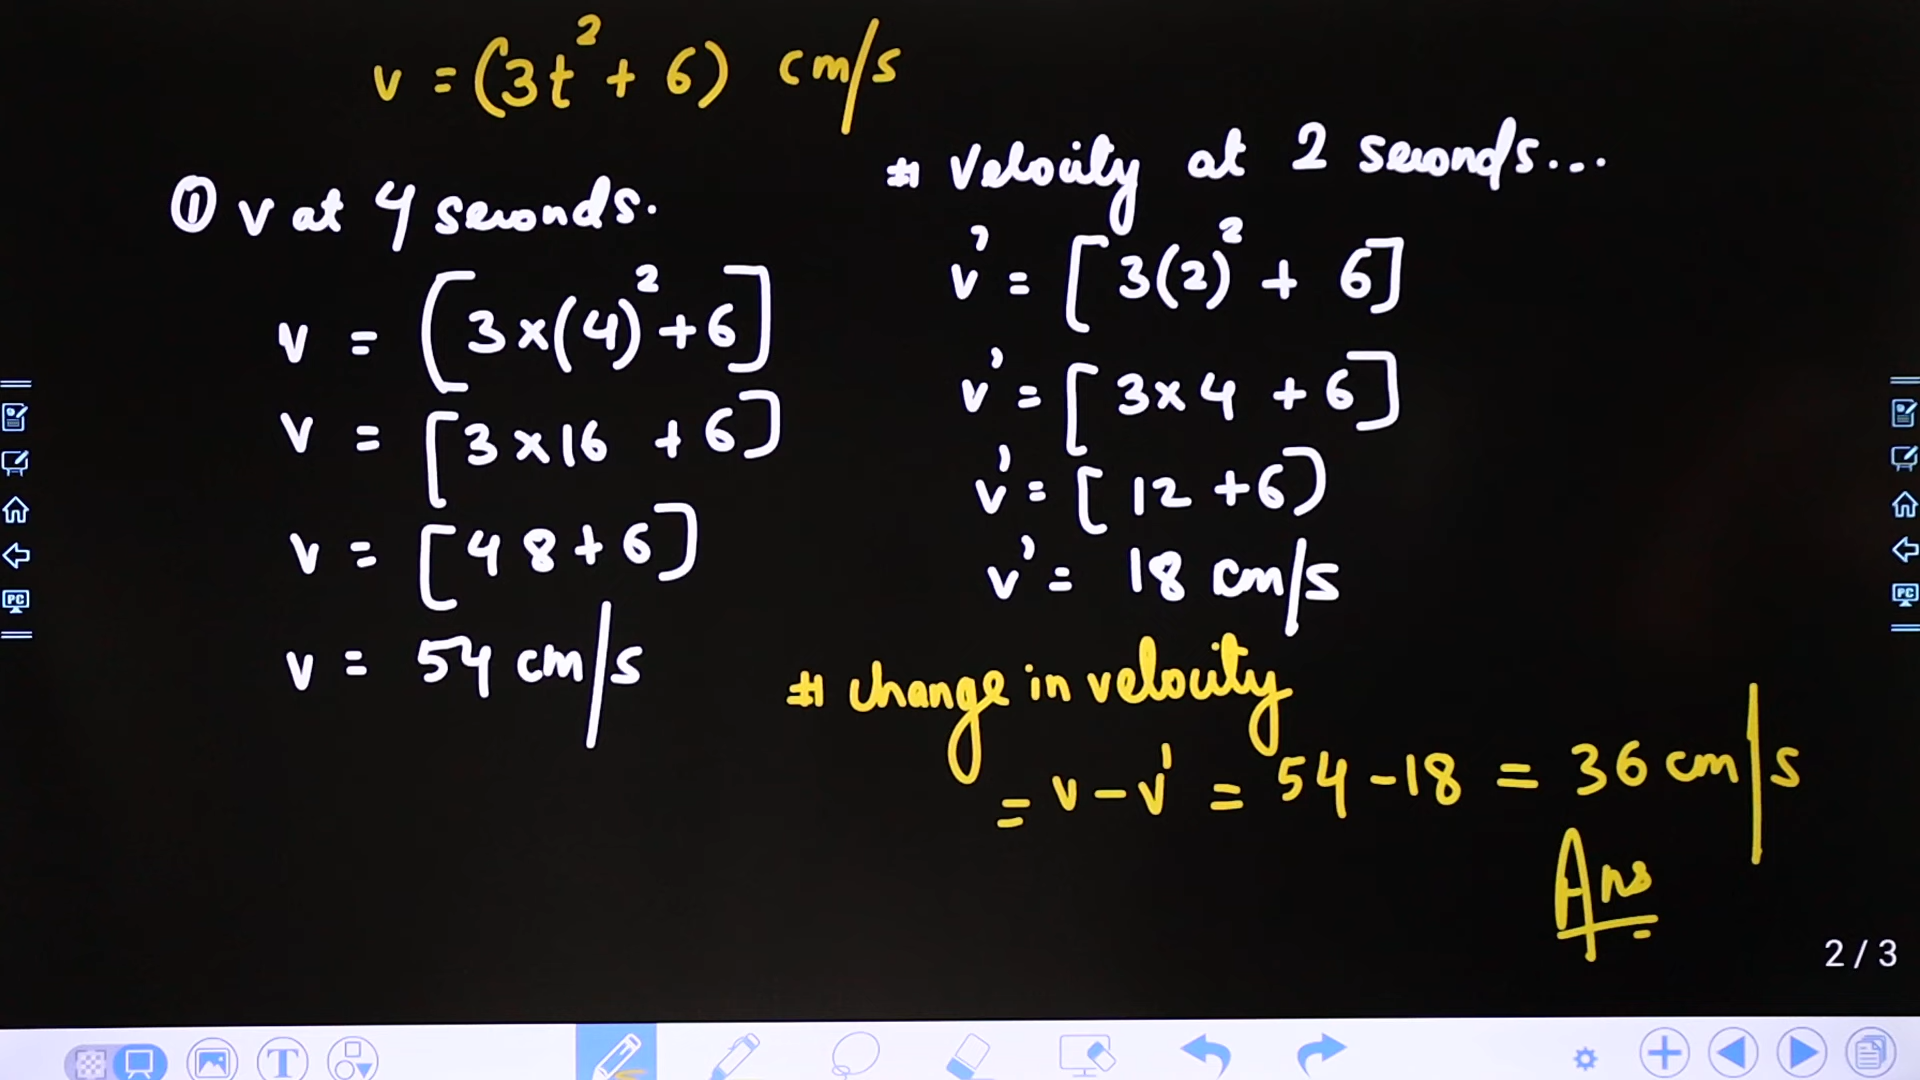 v = (3t² + 6) cm/s
① v at 4 seconds.
v = [3×(4)²+6]
v = [3×16 + 6]
v = [48+6]
v = 54 cm/s
# Velocity at 2 seconds...
v' = [3(2)² + 6]
v' = [3×4 + 6]
v' = [12 +6)
v' = 18 cm/s
# change in velocity
= v – v' = 54 – 18 = 36 cm/s
Ans
2 / 3
PC
PC
T